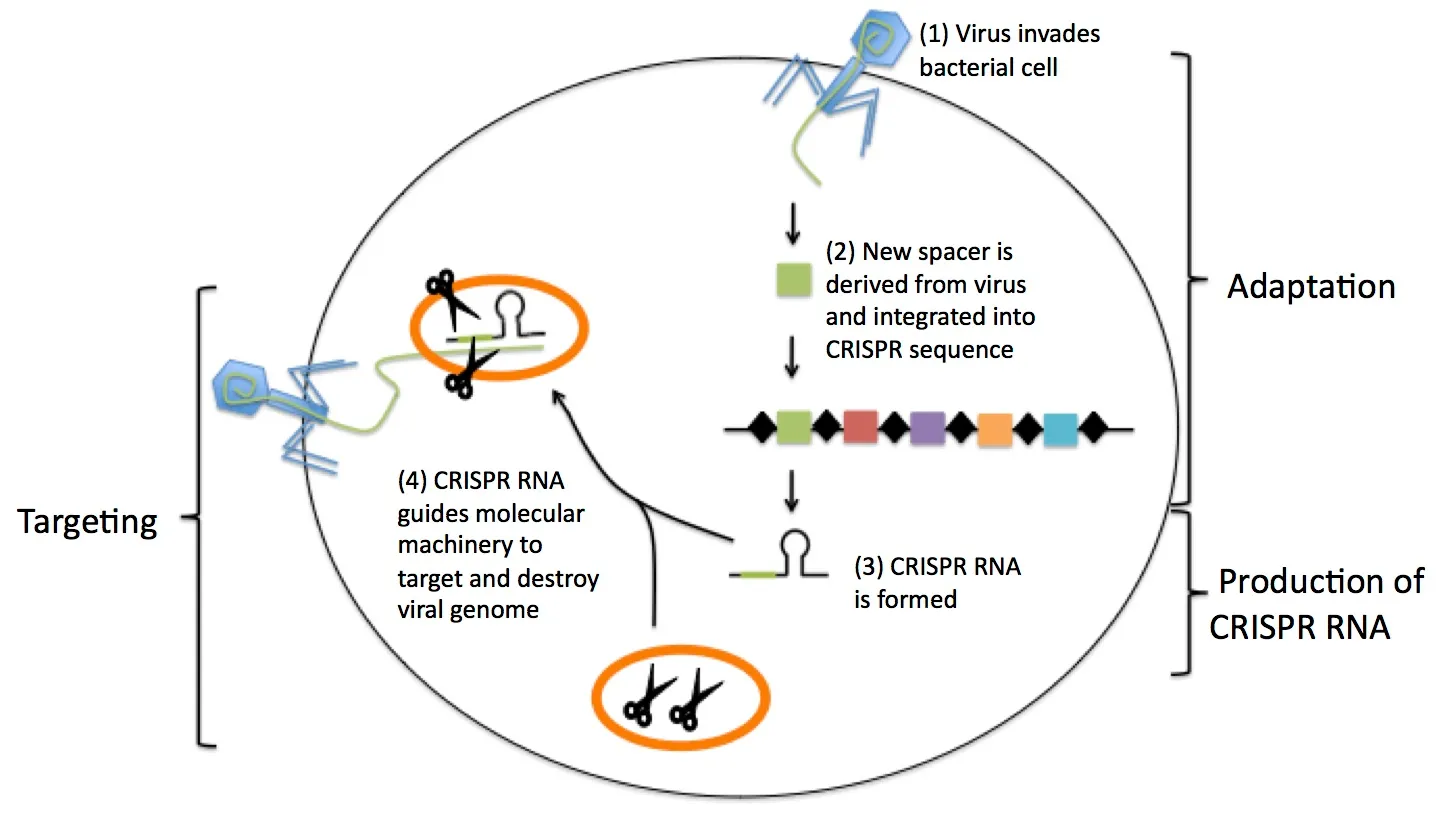 (1) Virus invades
bacterial cell
(2) New spacer is
derived from virus
and integrated into
CRISPR sequence
Adaptation
(3) CRISPR RNA
is formed
Production of
CRISPR RNA
(4) CRISPR RNA
guides molecular
machinery to
target and destroy
viral genome
Targeting